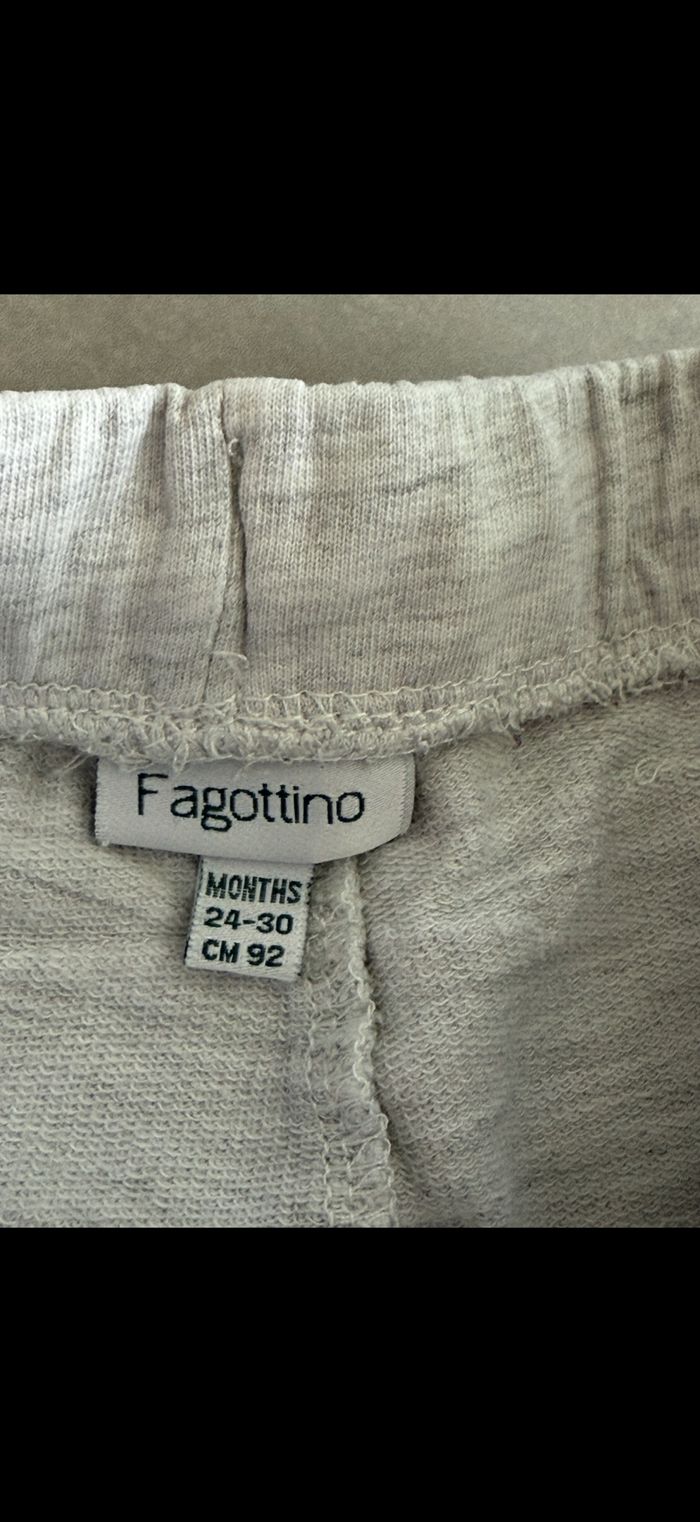 Fagottino
MONTHS
24-30
CM 92